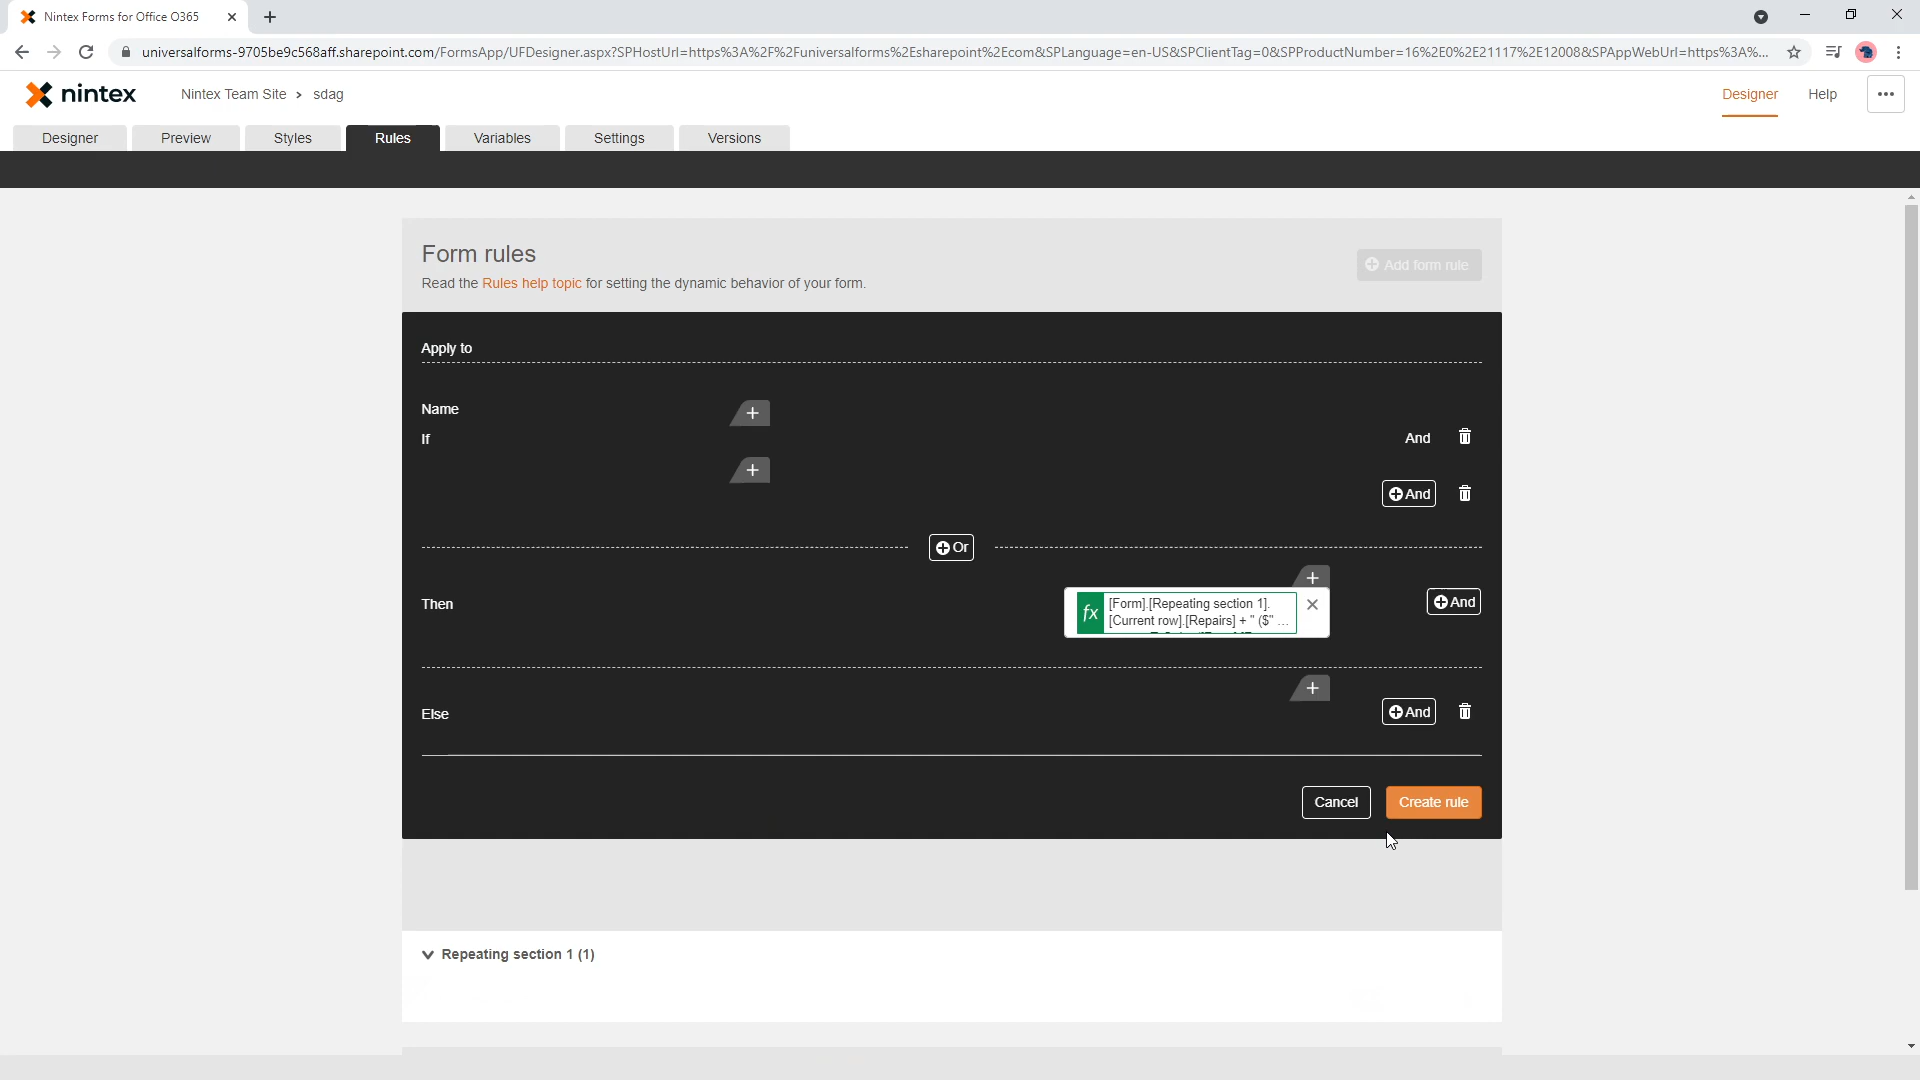 Nintex Forms for Office O365
universalforms-9705be9c568aff.sharepoint.com/FormsApp/UFDesigner.aspx?SPHostUrl=https%3A%2F%2Funiversalforms%2Esharepoint%2Ecom&SPLanguage=en-US&SPClientTag=0&SPProductNumber=16%2E0%2E21117%2E12008&SPAppWebUrl=https%3A%...
nintex
Nintex Team Site > sdag
Designer
Help
Designer
Preview
Styles
Rules
Variables
Settings
Versions
Form rules
Read the Rules help topic for setting the dynamic behavior of your form.
Add form rule
Apply to
Name
If
And
And
Or
Then
fx
[Form].[Repeating section 1].
[Current row].[Repairs] + " ($" ...
And
Else
And
Cancel
Create rule
Repeating section 1 (1)